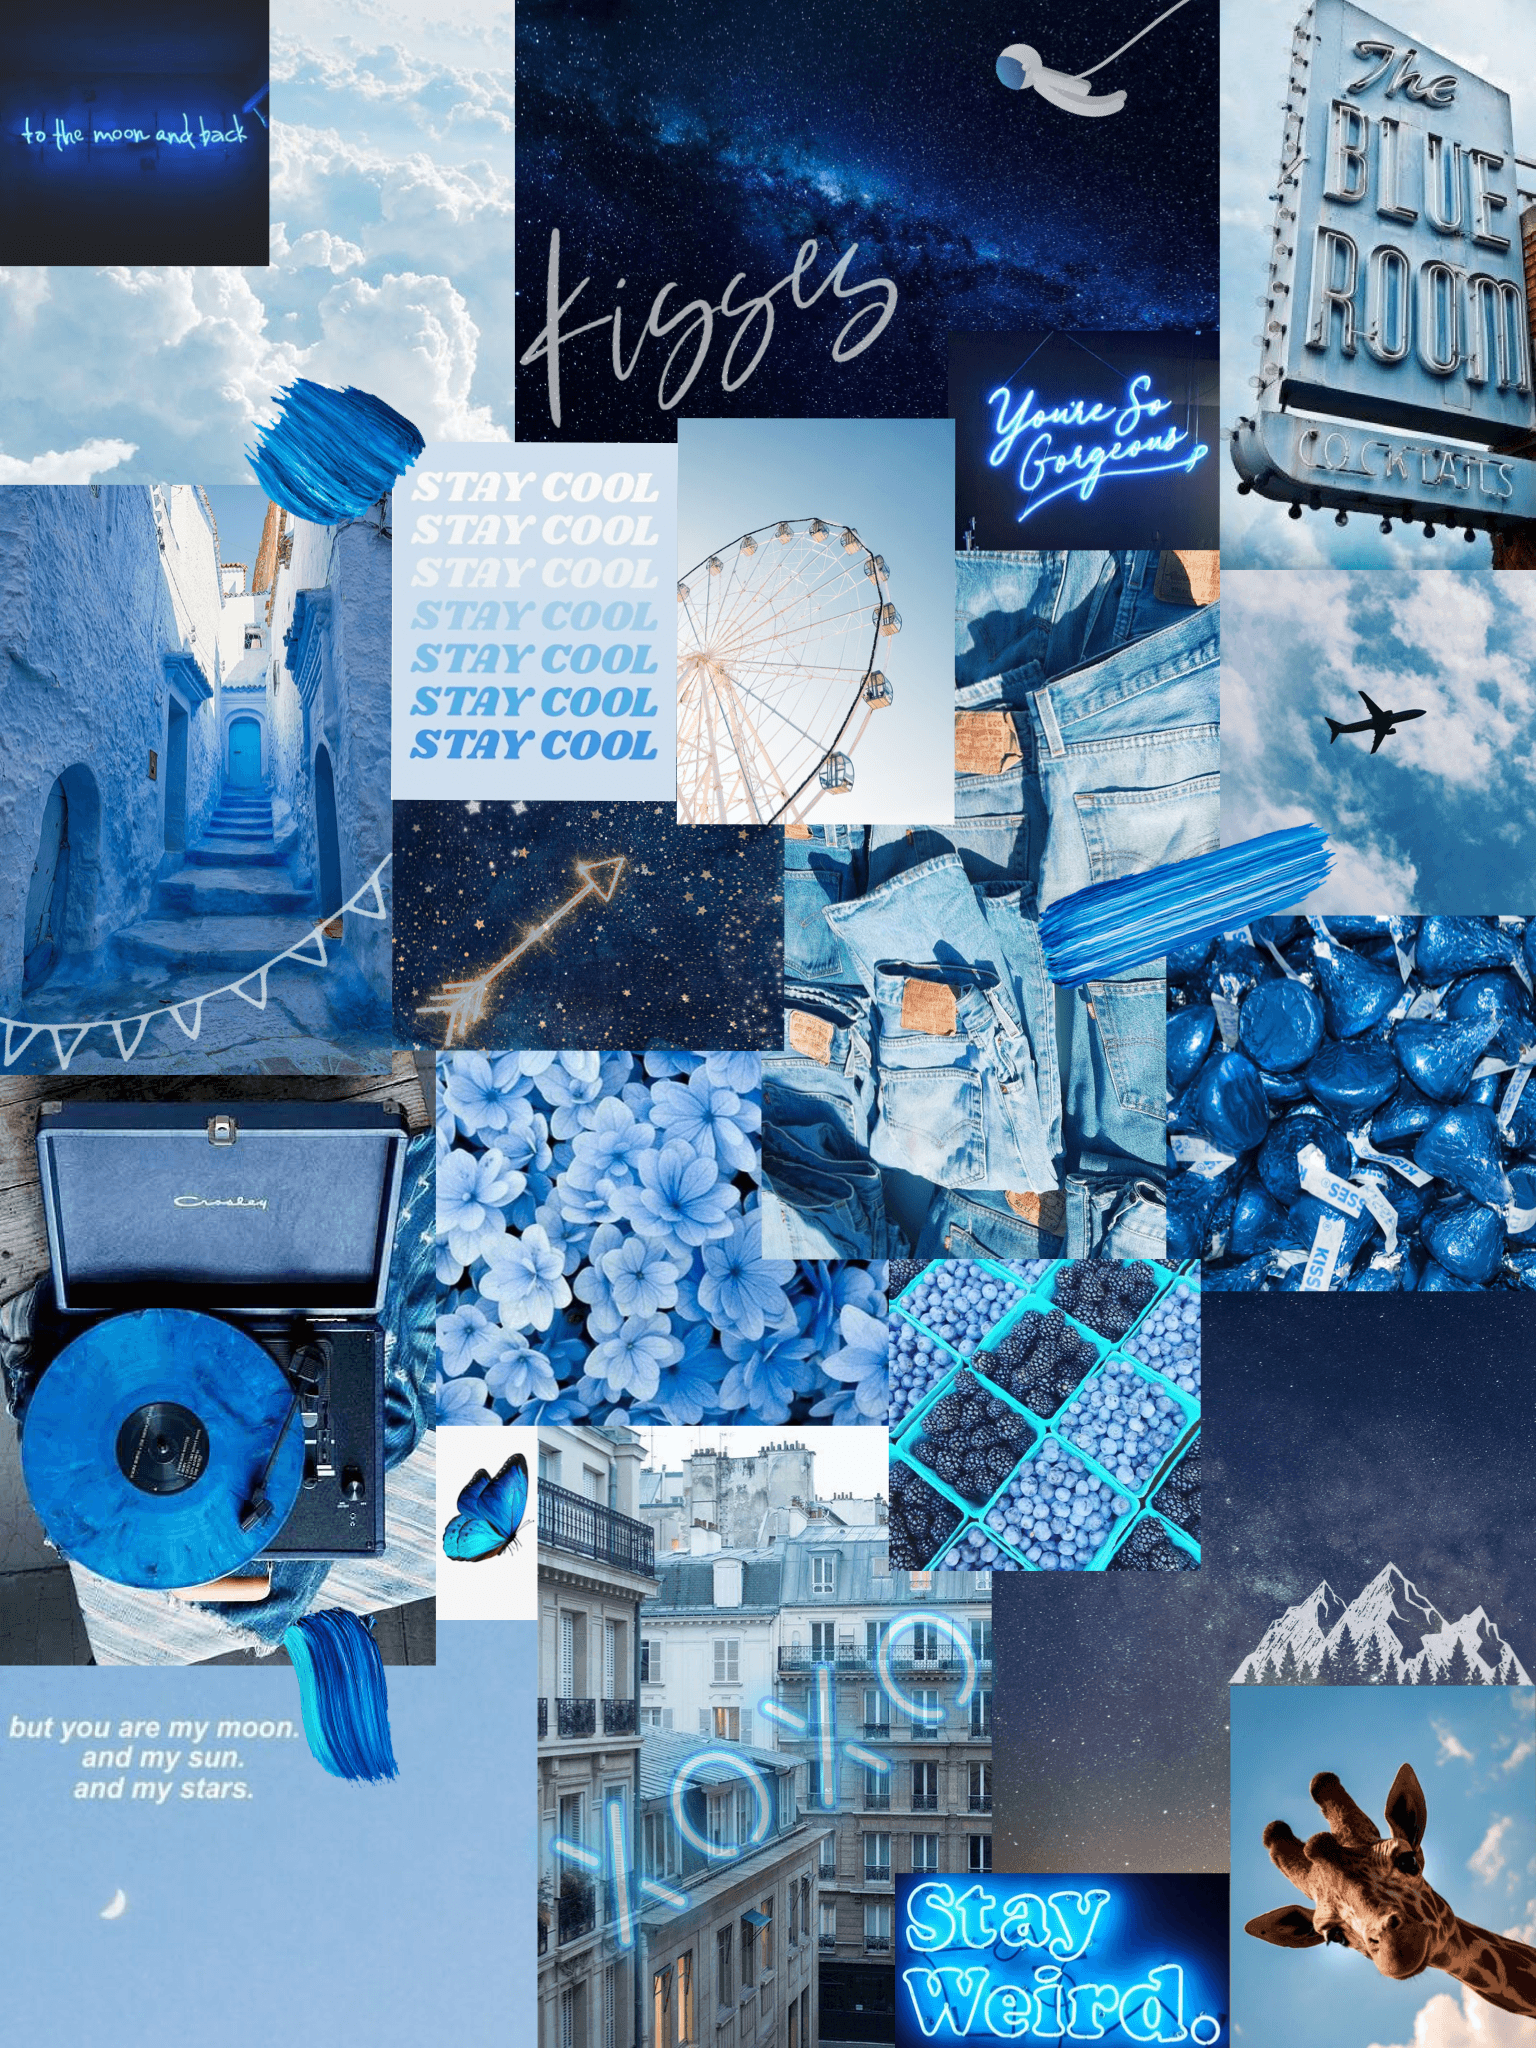 to the moon and back
Kisses
The
BLUE
ROOM
COCKTAILS
You're So
Gorgeous
STAY COOL
STAY COOL
STAY COOL
STAY COOL
STAY COOL
STAY COOL
STAY COOL
Crosley
KISSES
KISS
but you are my moon.
and my sun.
and my stars.
XOXO
Stay
Weird.